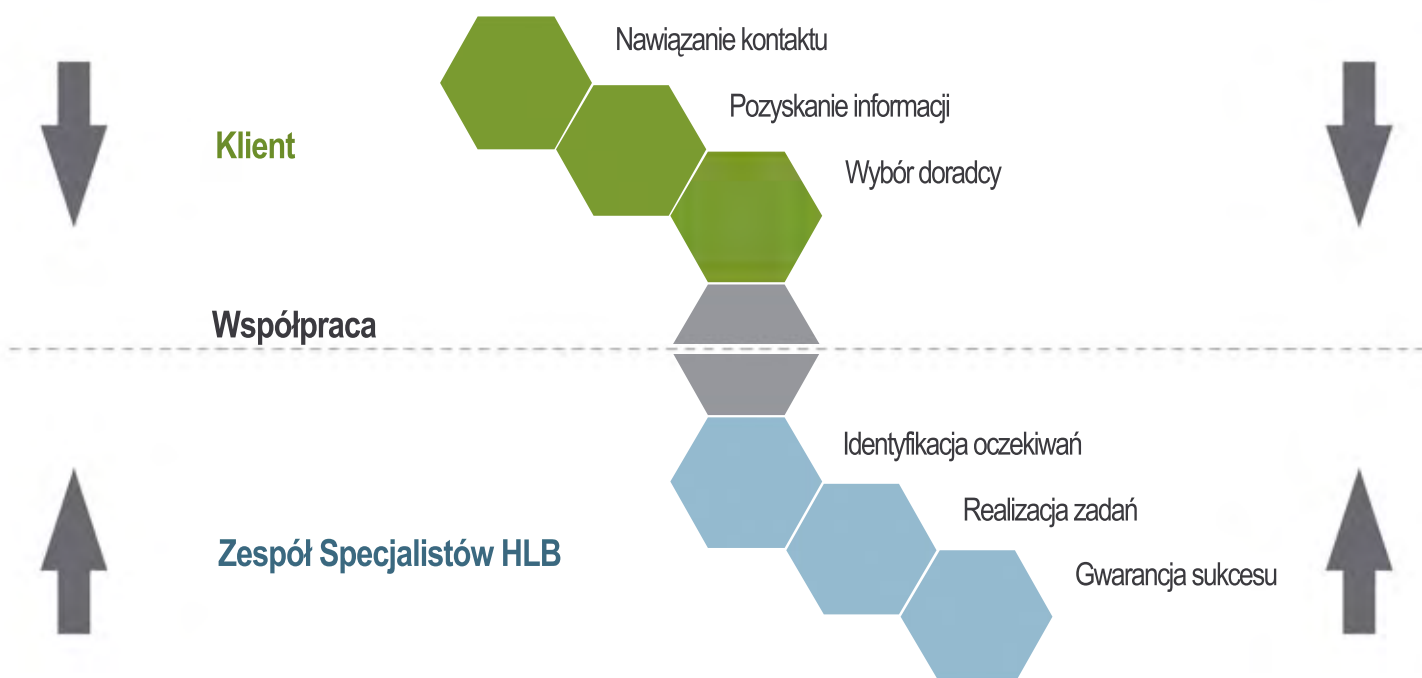 Nawiązanie kontaktu
Pozyskanie informacji
Klient
Wybór doradcy
Współpraca
Identyfikacja oczekiwań
Realizacja zadań
Zespół Specjalistów HLB
Gwarancja sukcesu